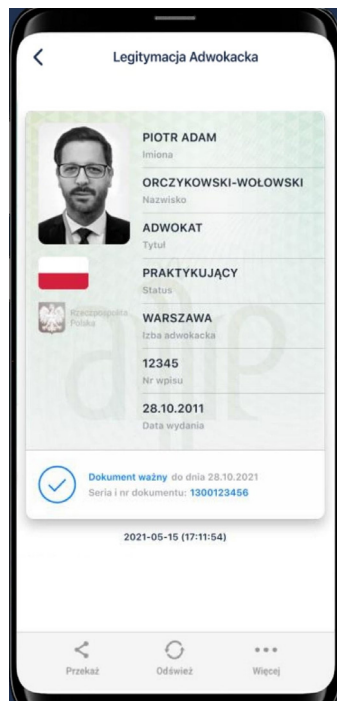 Legitymacja Adwokacka
PIOTR ADAM
Imiona
ORCZYKOWSKI-WOŁOWSKI
Nazwisko
ADWOKAT
Tytuł
PRAKTYKUJĄCY
Status
Rzeczpospolita
Polska
WARSZAWA
Izba adwokacka
12345
Nr wpisu
28.10.2011
Data wydania
Dokument ważny do dnia 28.10.2021
Seria i nr dokumentu: 1300123456
2021-05-15 (17:11:54)
Przekaż
Odśwież
Więcej